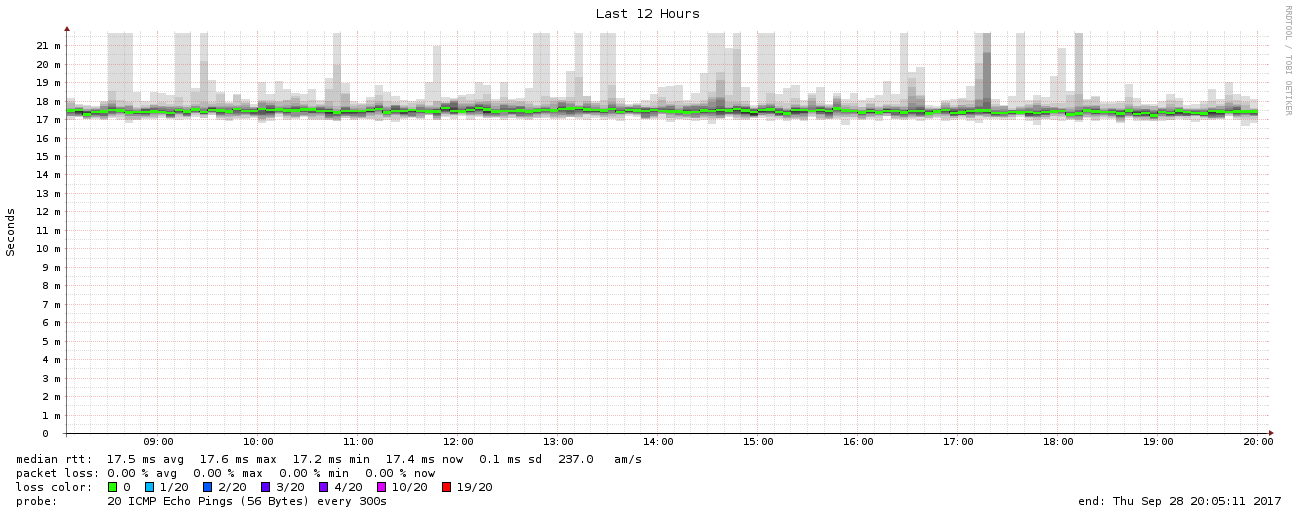 Last 12 Hours
RRDTOOL / TOBI OETIKER
21 m
20 m
19 m
18 m
17 m
16 m
15 m
14 m
13 m
12 m
11 m
10 m
9 m
8 m
7 m
6 m
5 m
4 m
3 m
2 m
1 m
0
Seconds
09:00 10:00 11:00 12:00 13:00 14:00 15:00 16:00 17:00 18:00 19:00 20:00
median rtt: 17.5 ms avg 17.6 ms max 17.2 ms min 17.4 ms now 0.1 ms sd 237.0 am/s
packet loss: 0.00 % avg 0.00 % max 0.00 % min 0.00 % now
loss color: 0 1/20 2/20 3/20 4/20 10/20 19/20
probe: 20 ICMP Echo Pings (56 Bytes) every 300s end: Thu Sep 28 20:05:11 2017